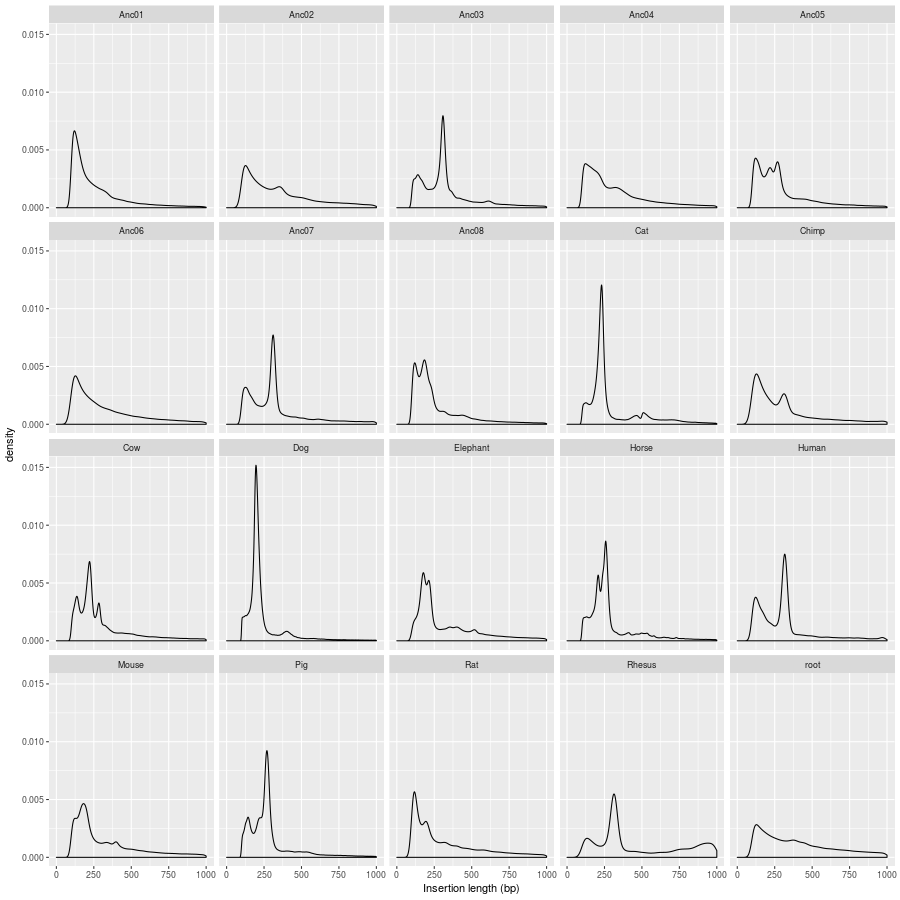 Anc01 Anc02 Anc03 Anc04 Anc05
0.015
0.010
0.005
0.000
Anc06 Anc07 Anc08 Cat Chimp
0.015
0.010
0.005
0.000
density
Cow Dog Elephant Horse Human
0.015
0.010
0.005
0.000
Mouse Pig Rat Rhesus root
0.015
0.010
0.005
0.000
0 250 500 750 1000 0 250 500 750 1000 0 250 500 750 1000 0 250 500 750 1000 0 250 500 750 1000
Insertion length (bp)